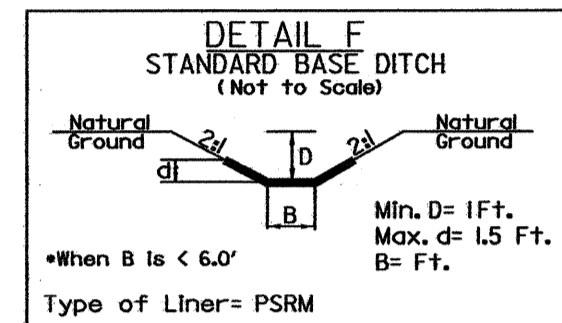 DETAIL F
STANDARD BASE DITCH
(Not to Scale)
Natural Ground
2:1
D
2:1
Natural Ground
d
B
Min. D= 1Ft.
Max. d= 1.5 Ft.
B= Ft.
*When B is < 6.0'
Type of Liner= PSRM